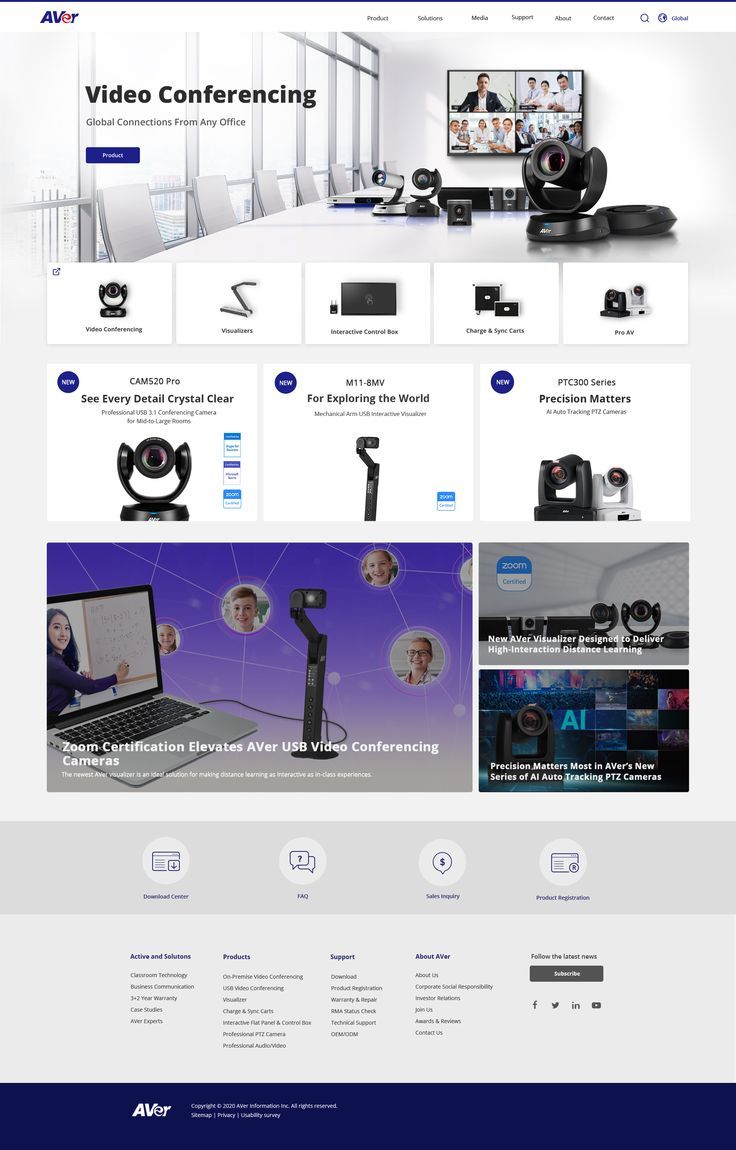 AVer
Product Solutions Media Support About Contact Global
Video Conferencing
Global Connections From Any Office
Product
Video Conferencing
Visualizers
Interactive Control Box
Charge & Sync Carts
Pro AV
NEW
CAM520 Pro
See Every Detail Crystal Clear
Professional USB 3.1 Conferencing Camera
for Mid-to-Large Rooms
Skype for
Business
Microsoft
Teams
zoom
Certified
AVer
NEW
M11-8MV
For Exploring the World
Mechanical Arm USB Interactive Visualizer
zoom
Certified
NEW
PTC300 Series
Precision Matters
AI Auto Tracking PTZ Cameras
Zoom Certification Elevates AVer USB Video Conferencing
Cameras
The newest AVer visualizer is an ideal solution for making distance learning as interactive as in-class experiences.
zoom
Certified
New AVer Visualizer Designed to Deliver
High-Interaction Distance Learning
AI
Precision Matters Most in AVer's New
Series of AI Auto Tracking PTZ Cameras
Download Center
?
FAQ
$
Sales Inquiry
R
Product Registration
Active and Solutons
Classroom Technology
Business Communication
3+2 Year Warranty
Case Studies
AVer Experts
Products
On-Premise Video Conferencing
USB Video Conferencing
Visualizer
Charge & Sync Carts
Interactive Flat Panel & Control Box
Professional PTZ Camera
Professional Audio/Video
Support
Download
Product Registration
Warranty & Repair
RMA Status Check
Technical Support
OEM/ODM
About AVer
About Us
Corporate Social Responsibility
Investor Relations
Join Us
Awards & Reviews
Contact Us
Follow the latest news
Subscribe
AVer
Copyright © 2020 AVer Information Inc. All rights reserved.
Sitemap | Privacy | Usability survey